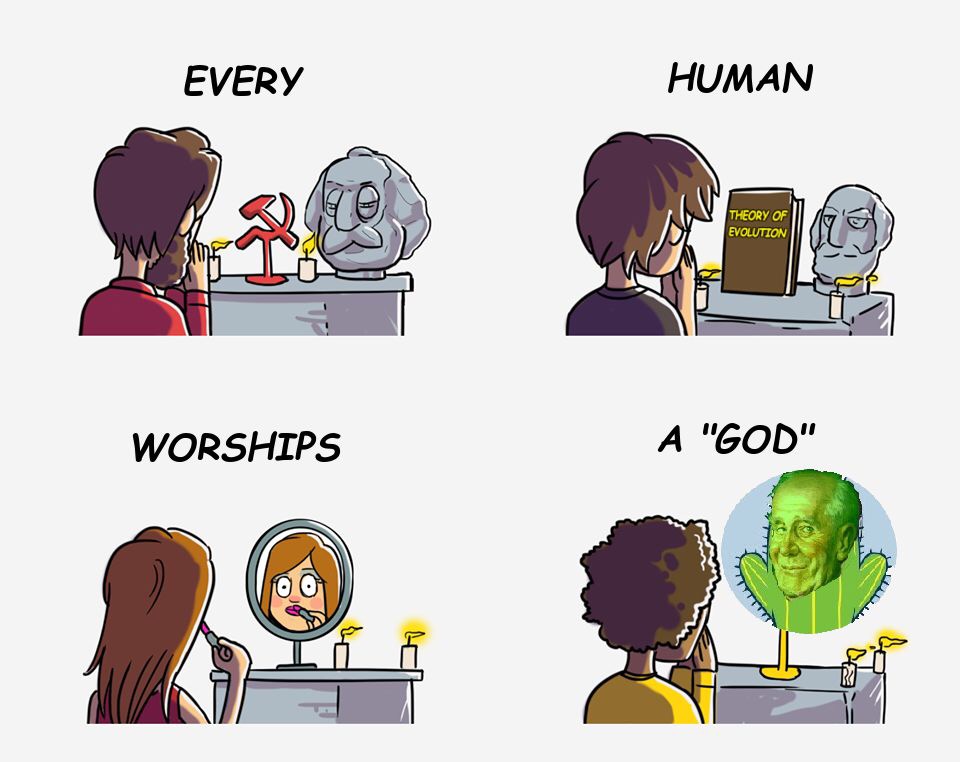 EVERY
HUMAN
THEORY OF
EVOLUTION
WORSHIPS
A "GOD"